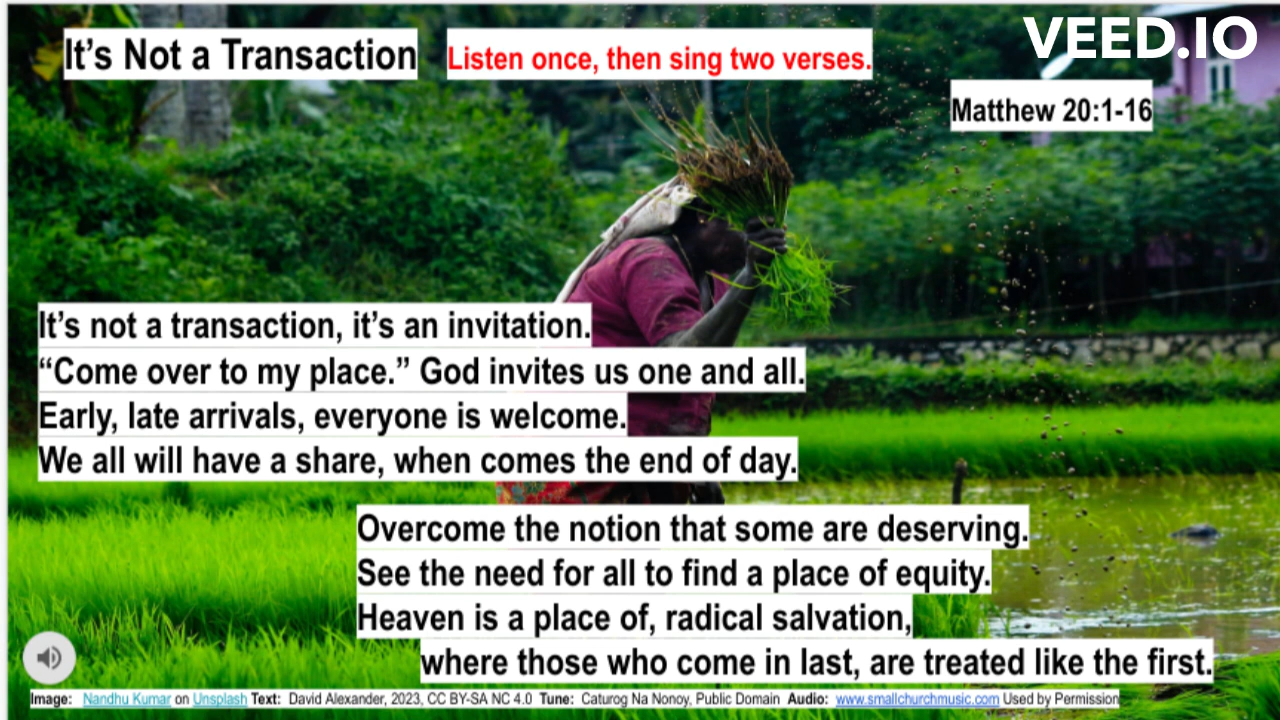 VEED.IO
It's Not a Transaction
Listen once, then sing two verses.
Matthew 20:1-16
It's not a transaction, it's an invitation.
“Come over to my place.” God invites us one and all.
Early, late arrivals, everyone is welcome.
We all will have a share, when comes the end of day.
Overcome the notion that some are deserving.
See the need for all to find a place of equity.
Heaven is a place of, radical salvation,
where those who come in last, are treated like the first.
Image: Nandhu Kumar on Unsplash Text: David Alexander, 2023, CC BY-SA NC 4.0 Tune: Caturog Na Nonoy, Public Domain Audio: www.smallchurchmusic.com Used by Permission